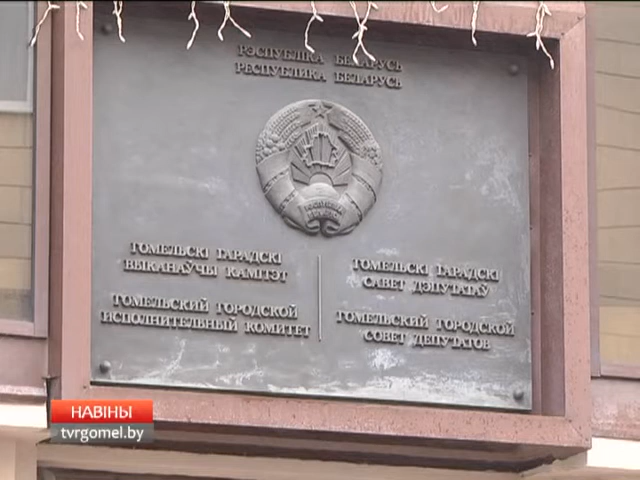 РЭСПУБЛІКА БЕЛАРУСЬ
РЕСПУБЛИКА БЕЛАРУСЬ
ГОМЕЛЬСКІ ГАРАДСКІ
ВЫКАНАЎЧЫ КАМІТЭТ
ГОМЕЛЬСКИЙ ГОРОДСКОЙ
ИСПОЛНИТЕЛЬНЫЙ КОМИТЕТ
ГОМЕЛЬСКІ ГАРАДСКІ
САВЕТ ДЭПУТАТАЎ
ГОМЕЛЬСКИЙ ГОРОДСКОЙ
СОВЕТ ДЕПУТАТОВ
НАВІНЫ
tvrgomel.by